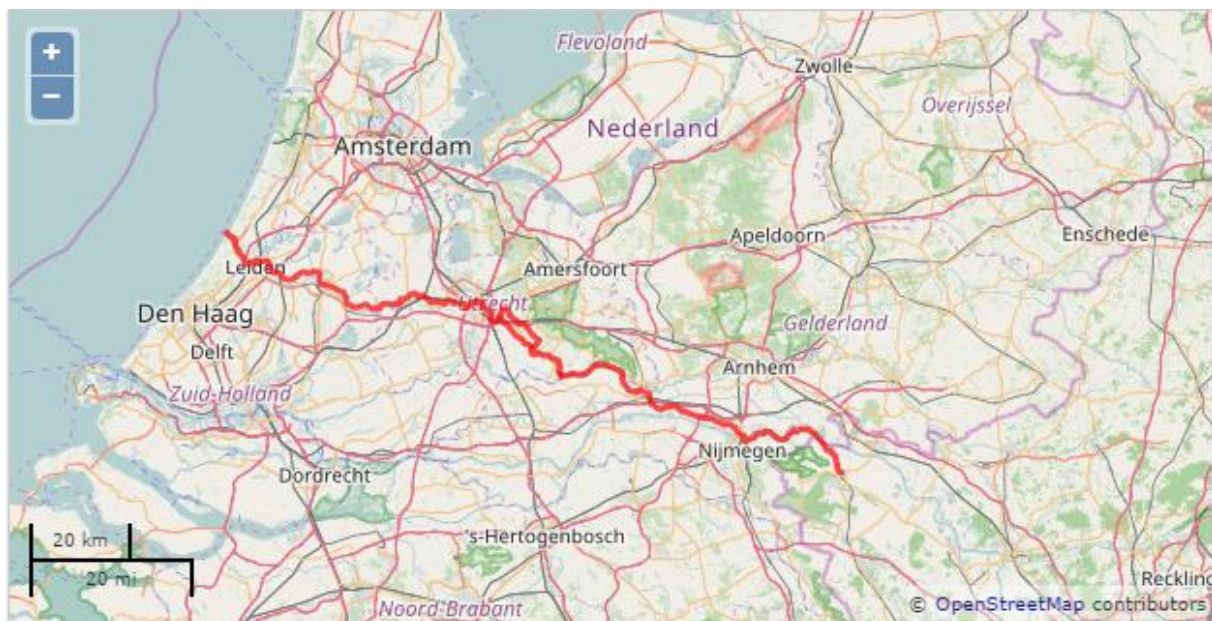 +
−
Flevoland
Zwolle
Overijssel
Nederland
Amsterdam
Apeldoorn
Enschede
Leiden
Amersfoort
Utrecht
Den Haag
Gelderland
Delft
Arnhem
Zuid-Holland
Nijmegen
Dordrecht
's-Hertogenbosch
20 km
20 mi
Reckling
Noord-Brabant
© OpenStreetMap contributors